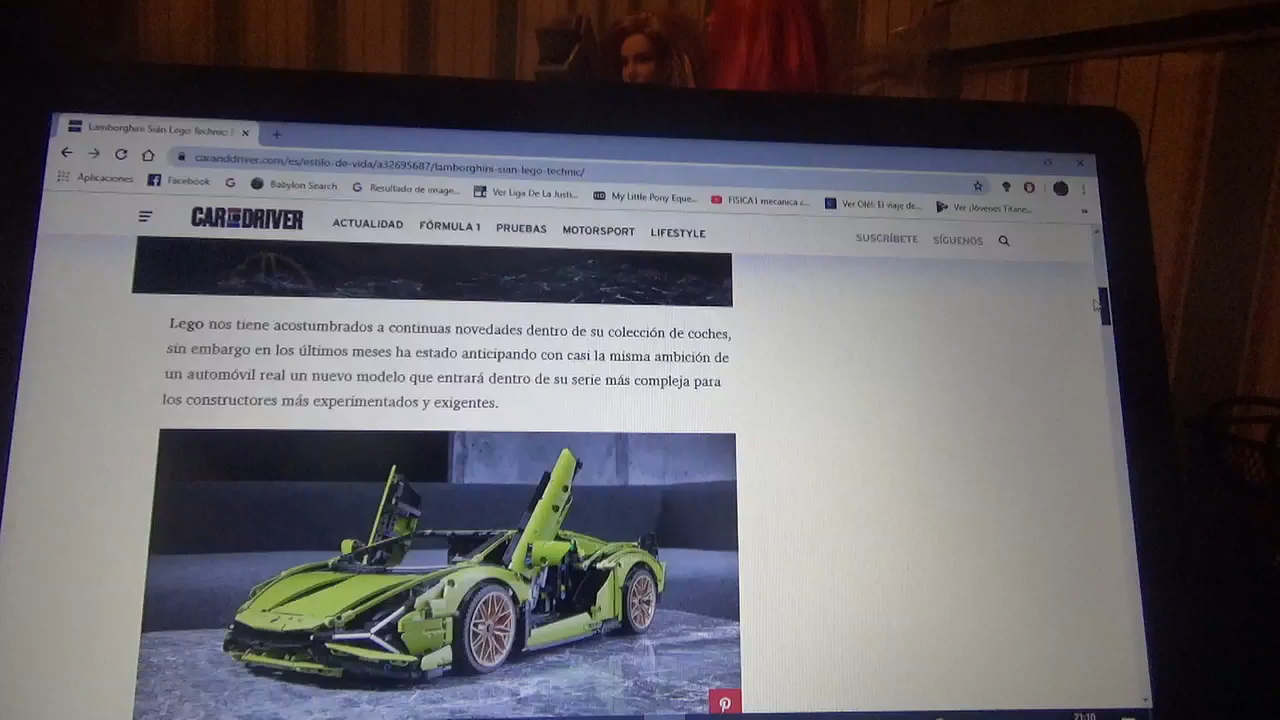 Lamborghini Sián Lego Technic:
caranddriver.com/es/estilo-de-vida/a32695687/lamborghini-sian-lego-technic/
Aplicaciones Facebook Babylon Search Resultado de image... Ver Liga De La Justi... My Little Pony Eque... FISICA1 mecanica Ver Olé!: El viaje de... Ver ¡Jóvenes Titane...
CAR AND DRIVER ACTUALIDAD FÓRMULA 1 PRUEBAS MOTORSPORT LIFESTYLE SUSCRÍBETE SÍGUENOS
Lego nos tiene acostumbrados a continuas novedades dentro de su colección de coches,
sin embargo en los últimos meses ha estado anticipando con casi la misma ambición de
un automóvil real un nuevo modelo que entrará dentro de su serie más compleja para
los constructores más experimentados y exigentes.